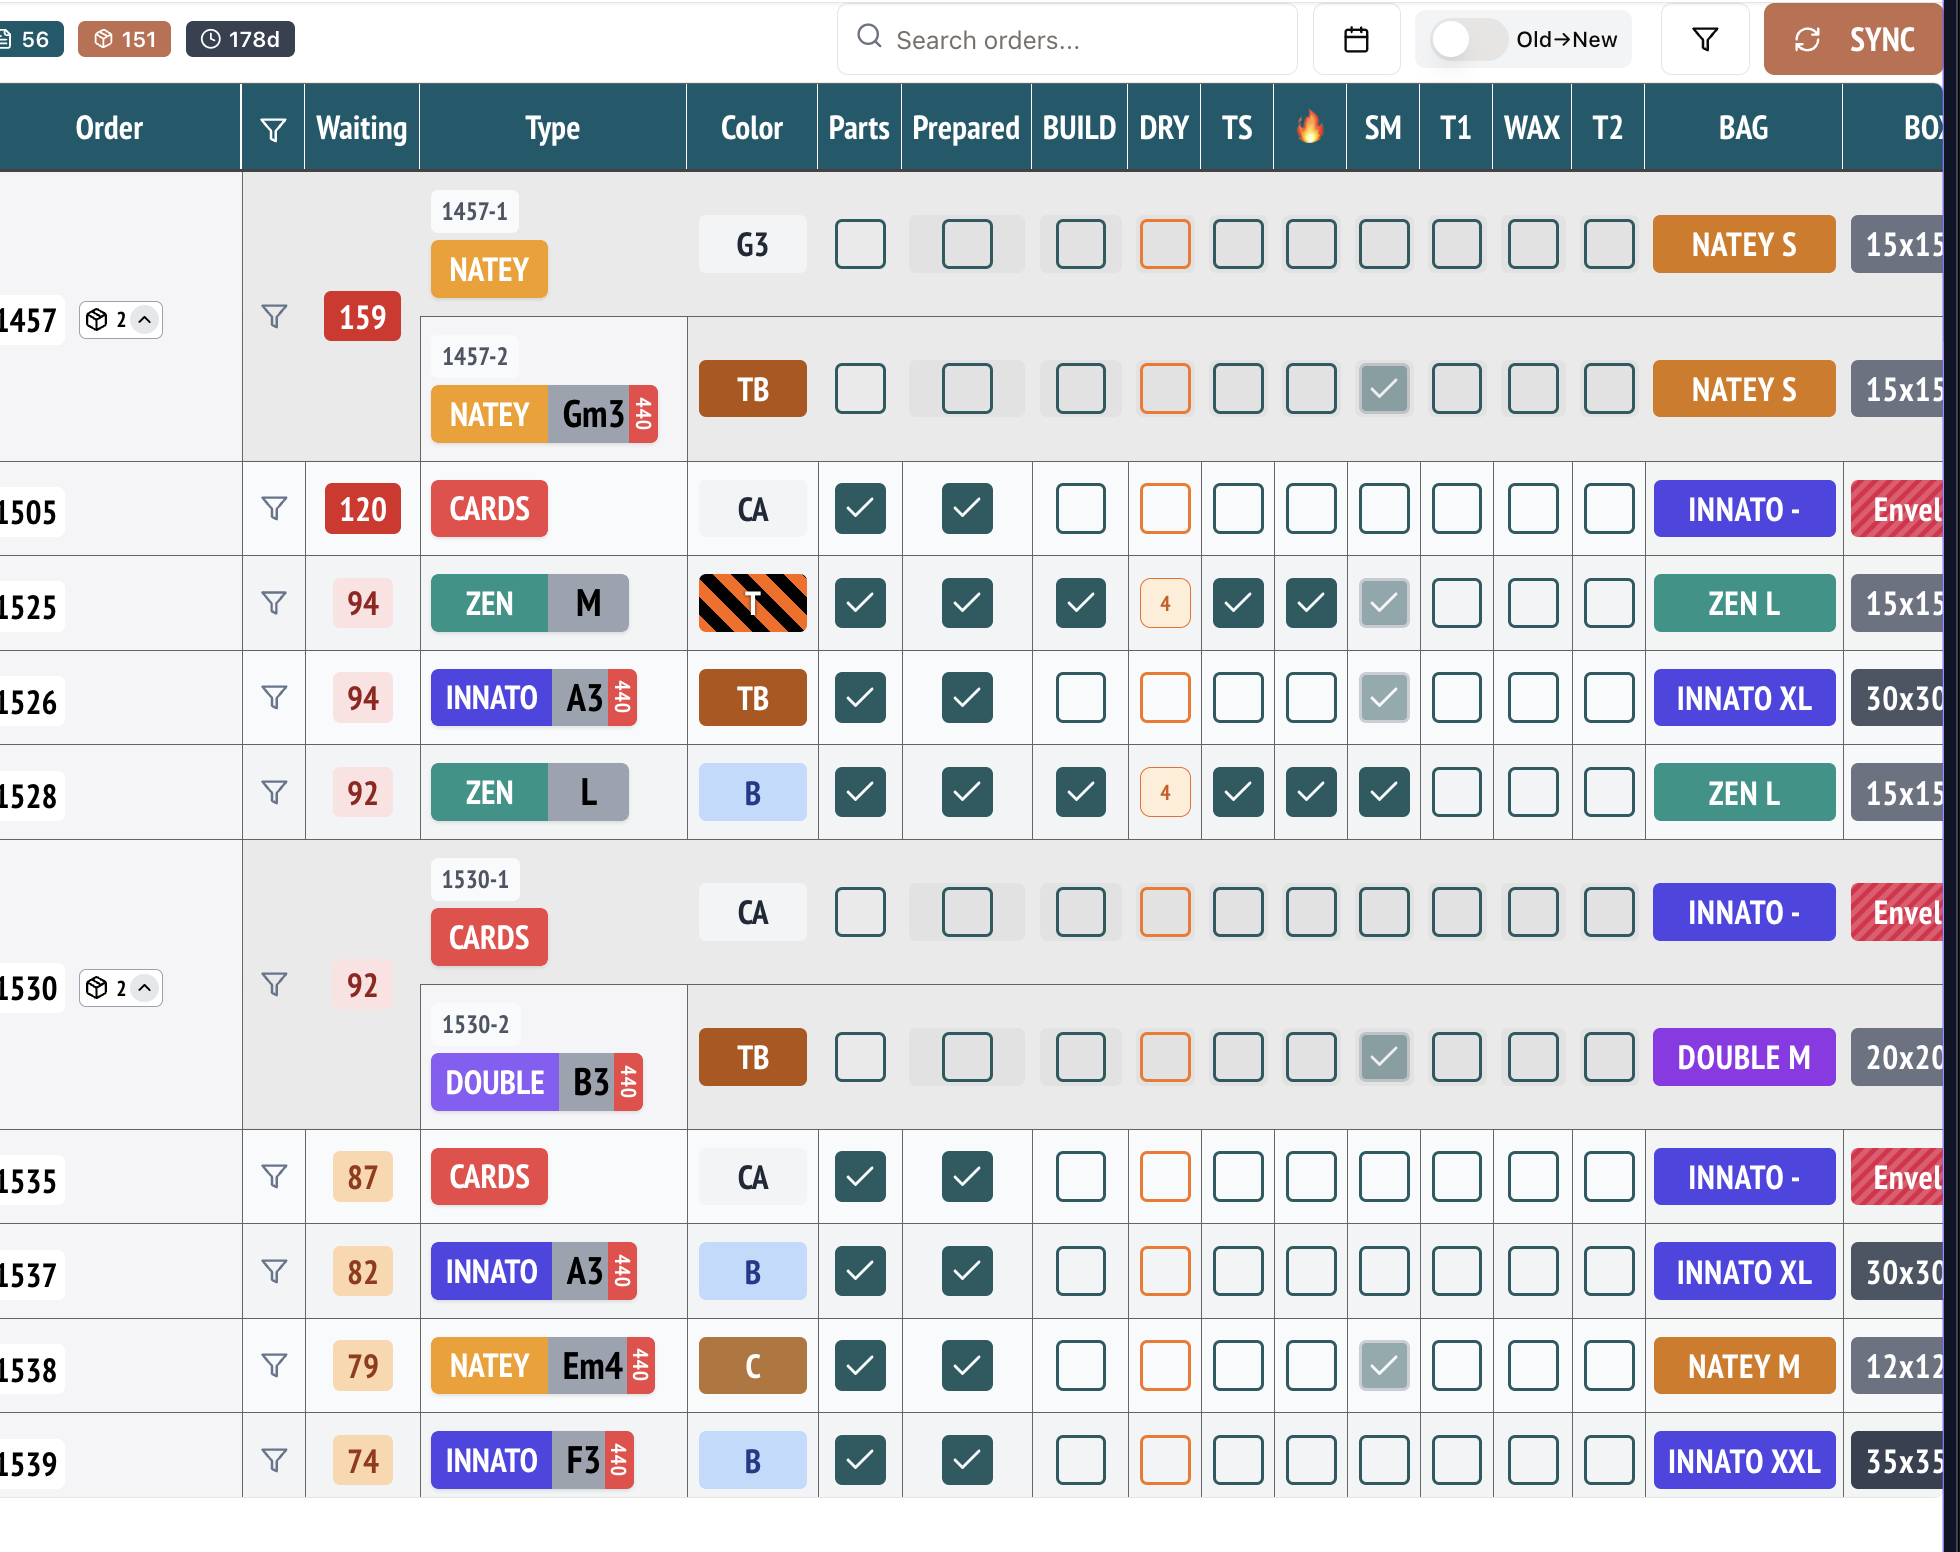 56 151 178d Search orders... Old→New SYNC
Order Waiting Type Color Parts Prepared BUILD DRY TS 🔥 SM T1 WAX T2 BAG BO
1457 2 159
1457-1
NATEY G3 NATEY S 15x15
1457-2
NATEY Gm3 440 TB NATEY S 15x15
1505 120 CARDS CA INNATO - Envel
1525 94 ZEN M T 4 ZEN L 15x15
1526 94 INNATO A3 440 TB INNATO XL 30x30
1528 92 ZEN L B 4 ZEN L 15x15
1530 2 92
1530-1
CARDS CA INNATO - Envel
1530-2
DOUBLE B3 440 TB DOUBLE M 20x20
1535 87 CARDS CA INNATO - Envel
1537 82 INNATO A3 440 B INNATO XL 30x30
1538 79 NATEY Em4 440 C NATEY M 12x12
1539 74 INNATO F3 440 B INNATO XXL 35x35